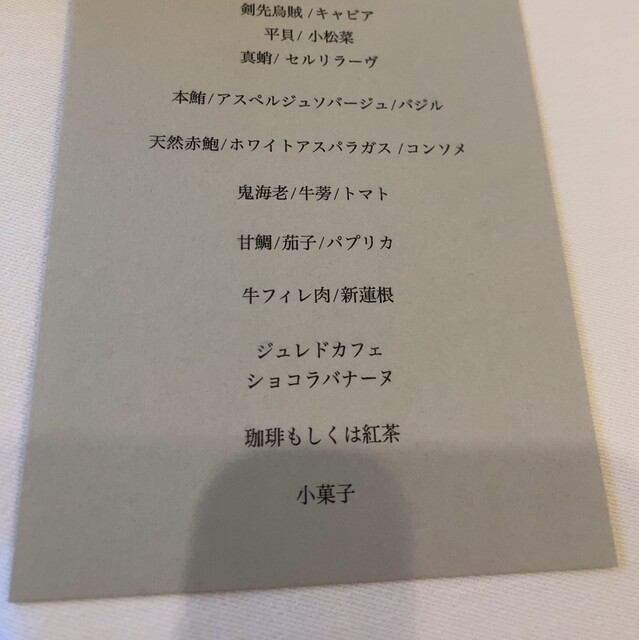 剣先烏賊/キャビア
平貝/ 小松菜
真蛸/ セルリラーヴ
本鮪/アスペルジュソバージュ/バジル
天然赤鮑/ホワイトアスパラガス/コンソメ
鬼海老/牛蒡/トマト
甘鯛/茄子/パプリカ
牛フィレ肉/新蓮根
ジュレドカフェ
ショコラバナーヌ
珈琲もしくは紅茶
小菓子